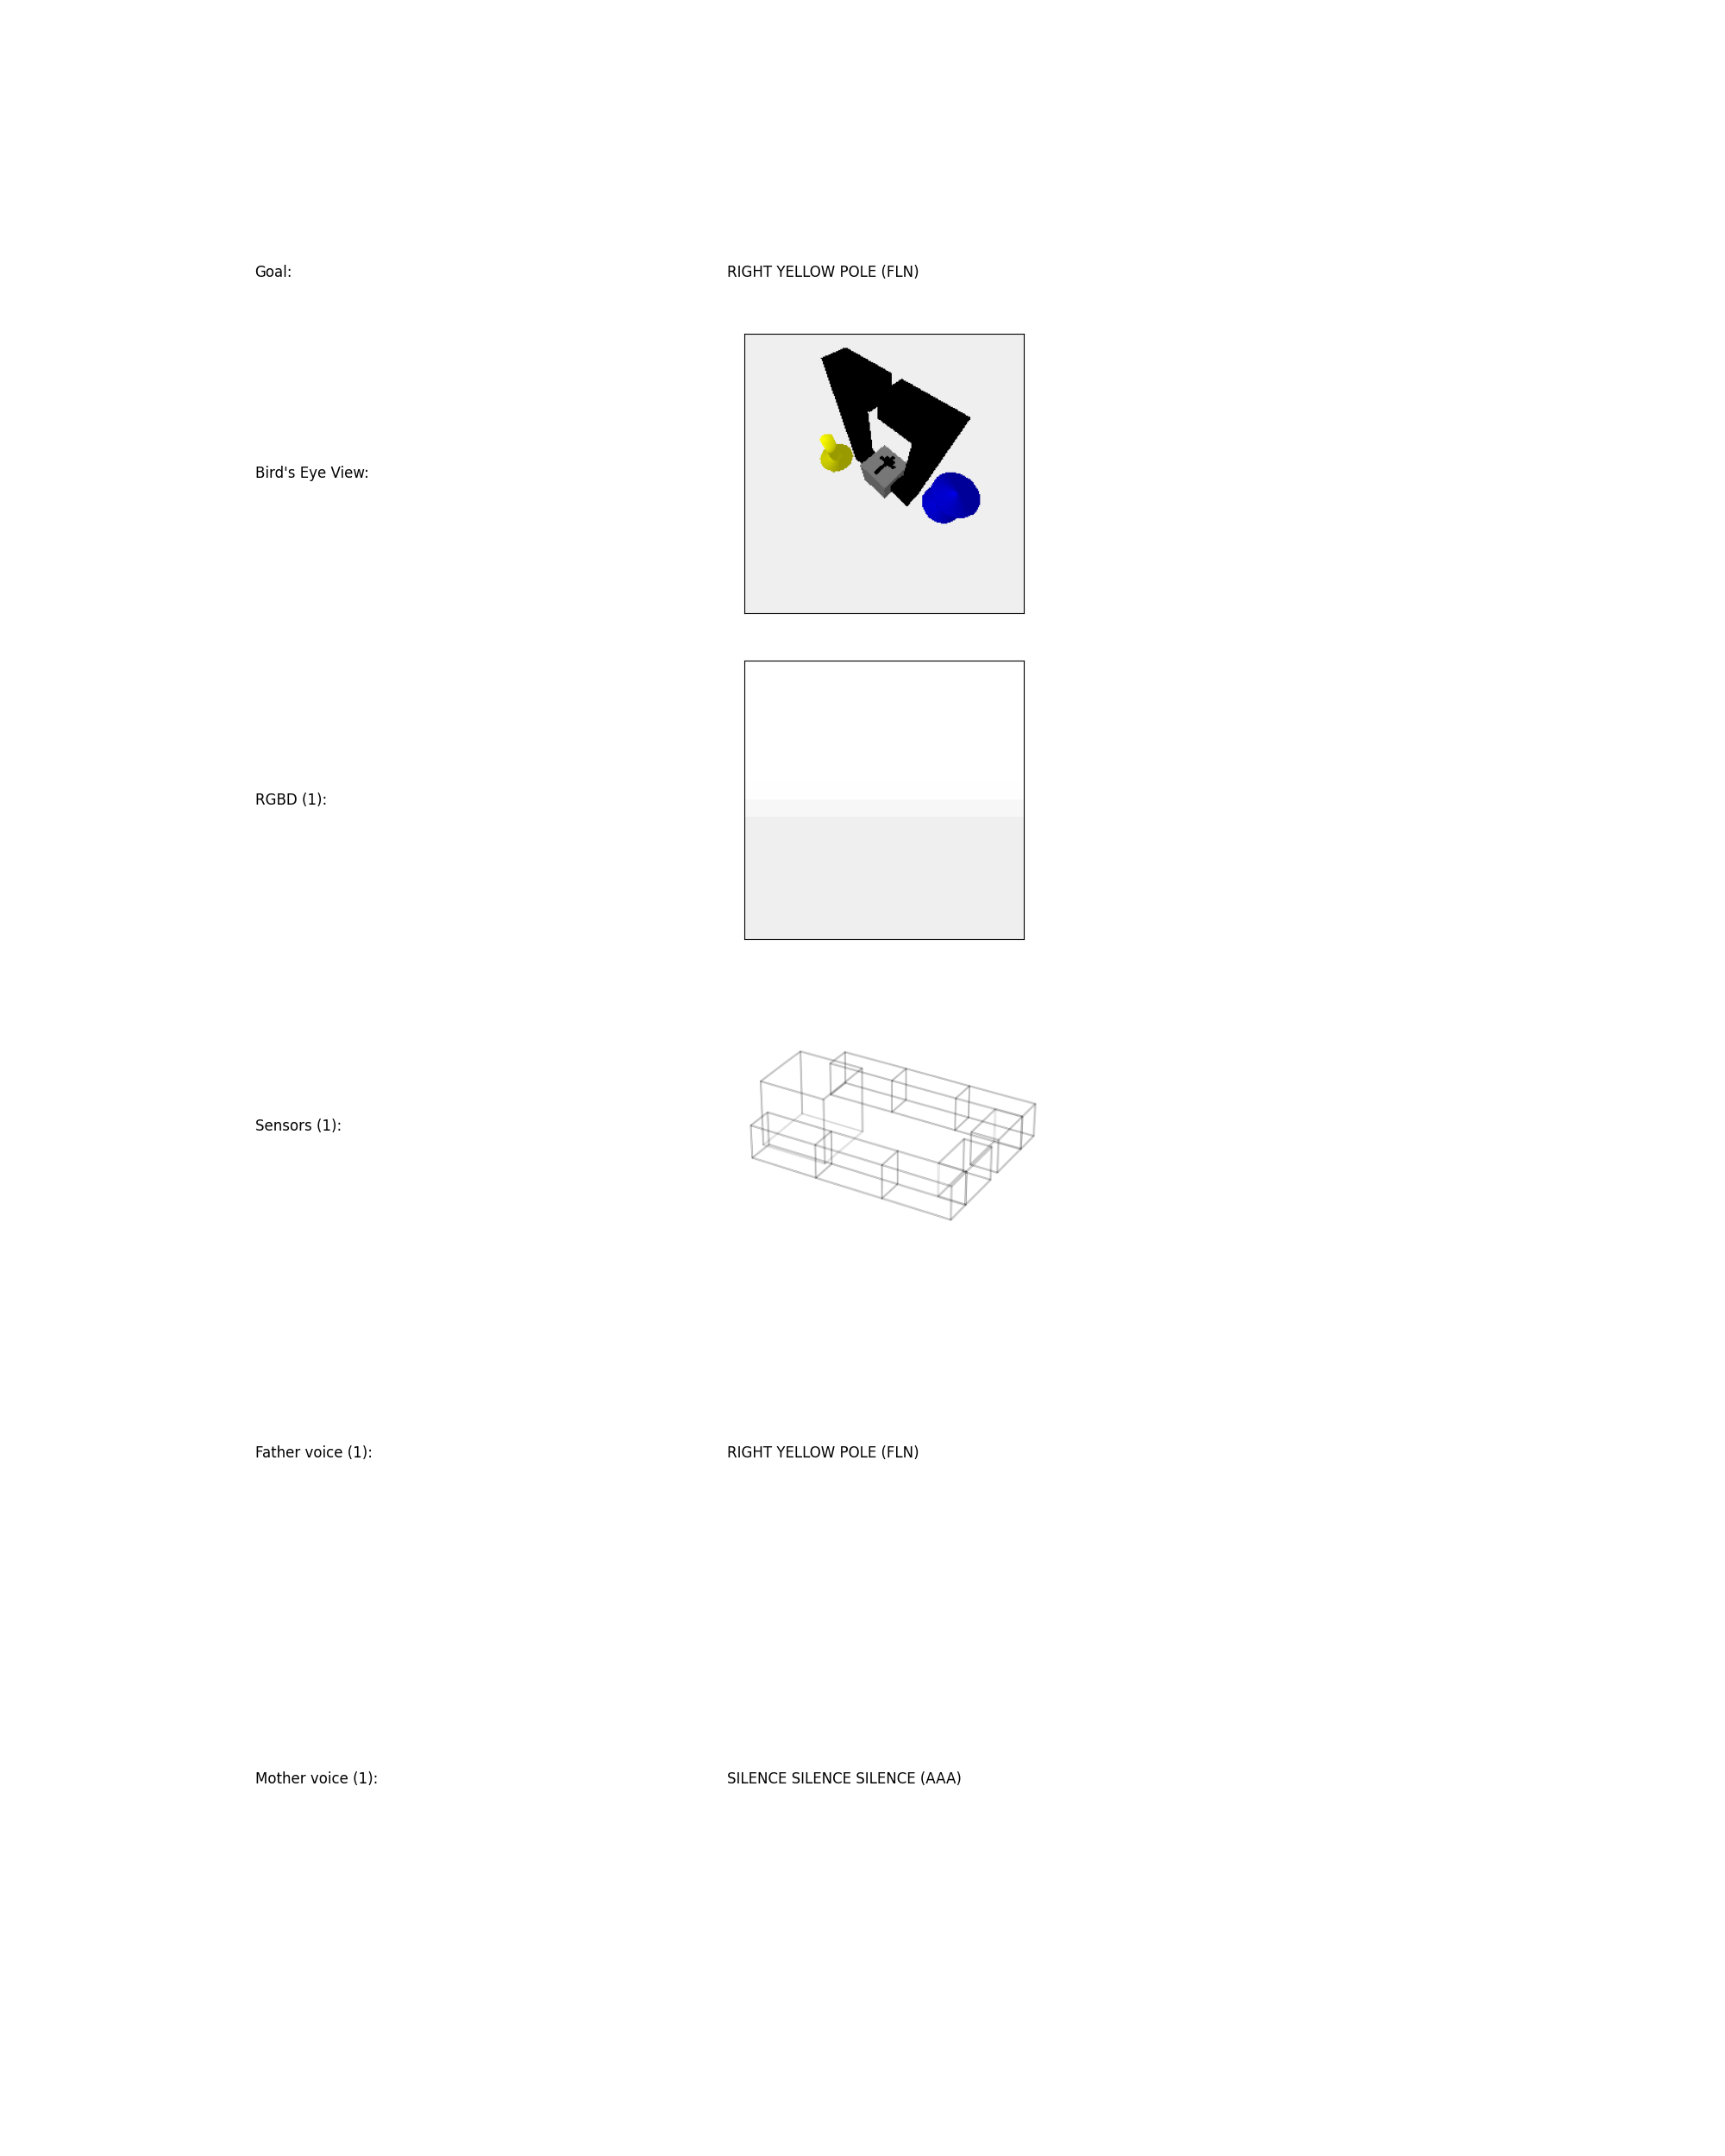 Goal:
RIGHT YELLOW POLE (FLN)
Bird's Eye View:
RGBD (1):
Sensors (1):
Father voice (1):
RIGHT YELLOW POLE (FLN)
Mother voice (1):
SILENCE SILENCE SILENCE (AAA)